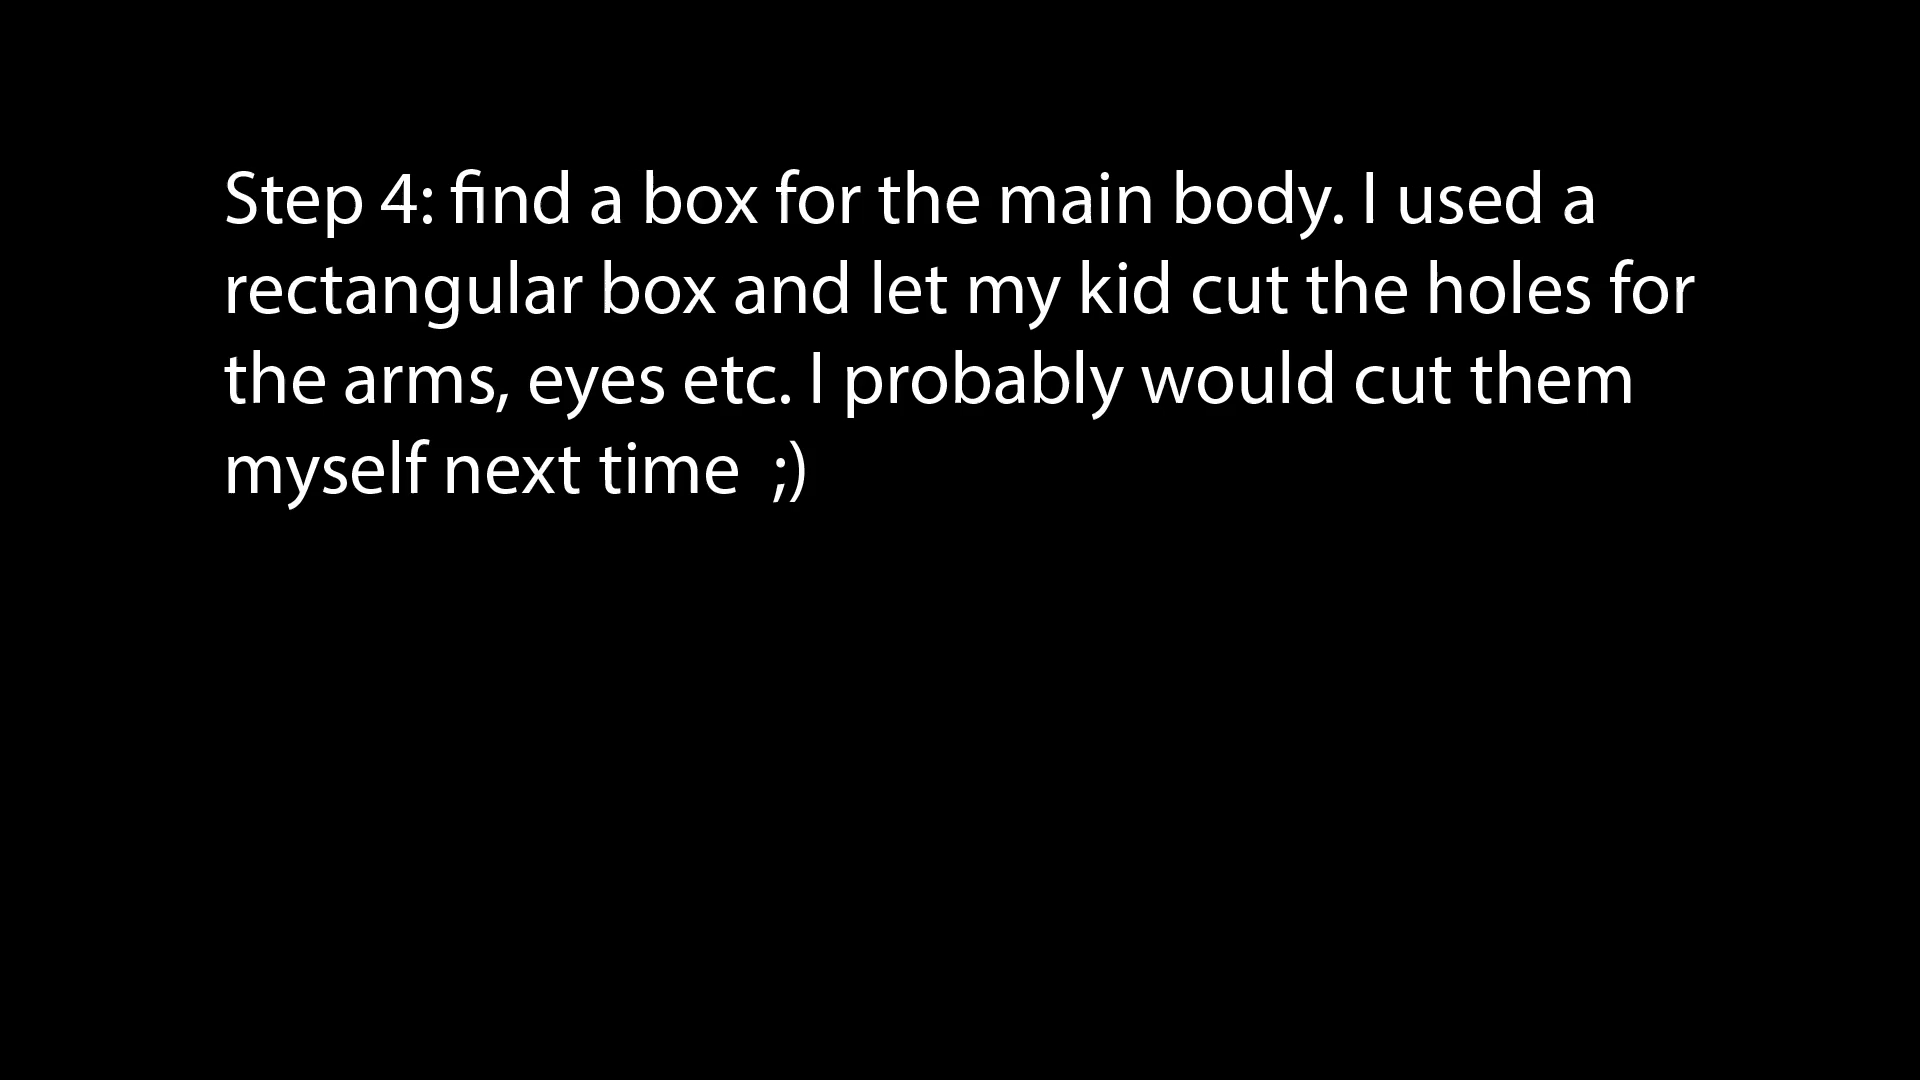 Step 4: find a box for the main body. I used a
rectangular box and let my kid cut the holes for
the arms, eyes etc. I probably would cut them
myself next time  ;)